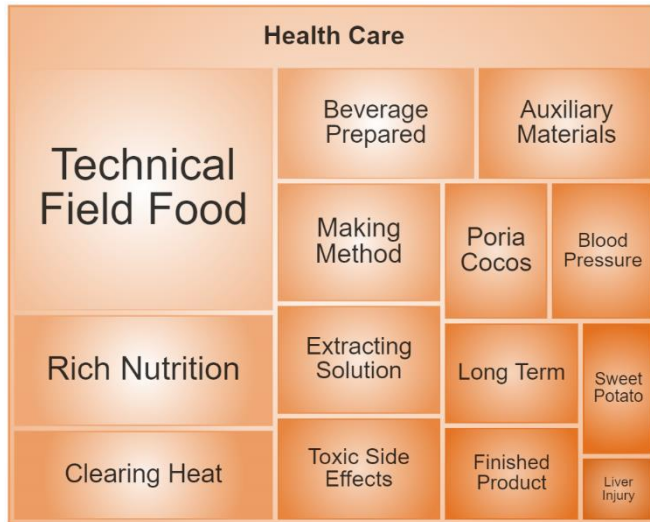 Health Care
Technical
Field Food
Beverage
Prepared
Auxiliary
Materials
Making
Method
Poria
Cocos
Blood
Pressure
Rich Nutrition
Extracting
Solution
Long Term
Sweet
Potato
Clearing Heat
Toxic Side
Effects
Finished
Product
Liver
Injury